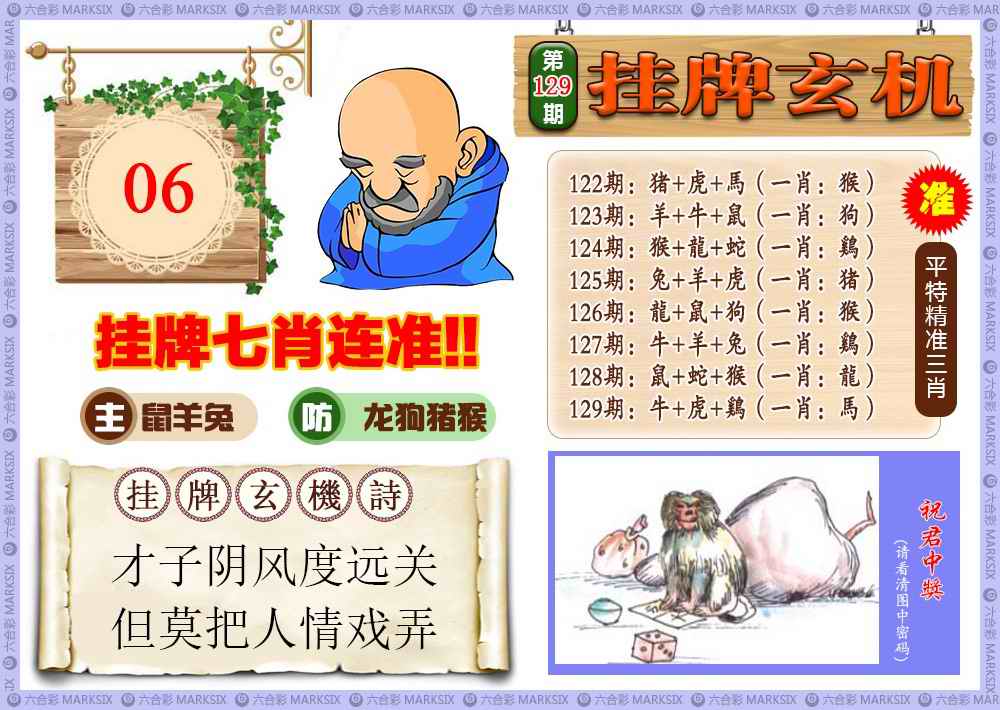 六合彩 MARKSIX
06
挂牌七肖连准!!
主 鼠羊兔
防 龙狗猪猴
挂牌玄機詩
才子阴风度远关
但莫把人情戏弄
第129期
挂牌玄机
122期：猪+虎+馬（一肖：猴）
123期：羊+牛+鼠（一肖：狗）
124期：猴+龍+蛇（一肖：鷄）
125期：兔+羊+虎（一肖：猪）
126期：龍+鼠+狗（一肖：猴）
127期：牛+羊+兔（一肖：鷄）
128期：鼠+蛇+猴（一肖：龍）
129期：牛+虎+鷄（一肖：馬）
准
平特精准三肖
祝君中獎
(请看清图中密码)